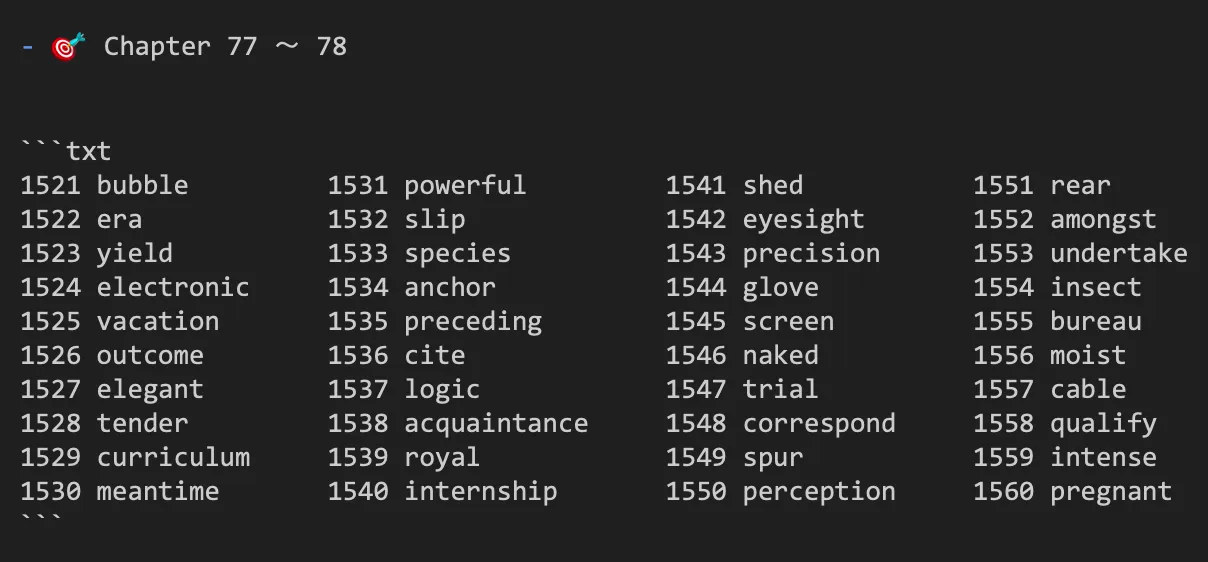 - 🎯 Chapter 77 ～ 78
```txt
1521 bubble 1531 powerful 1541 shed 1551 rear
1522 era 1532 slip 1542 eyesight 1552 amongst
1523 yield 1533 species 1543 precision 1553 undertake
1524 electronic 1534 anchor 1544 glove 1554 insect
1525 vacation 1535 preceding 1545 screen 1555 bureau
1526 outcome 1536 cite 1546 naked 1556 moist
1527 elegant 1537 logic 1547 trial 1557 cable
1528 tender 1538 acquaintance 1548 correspond 1558 qualify
1529 curriculum 1539 royal 1549 spur 1559 intense
1530 meantime 1540 internship 1550 perception 1560 pregnant
```